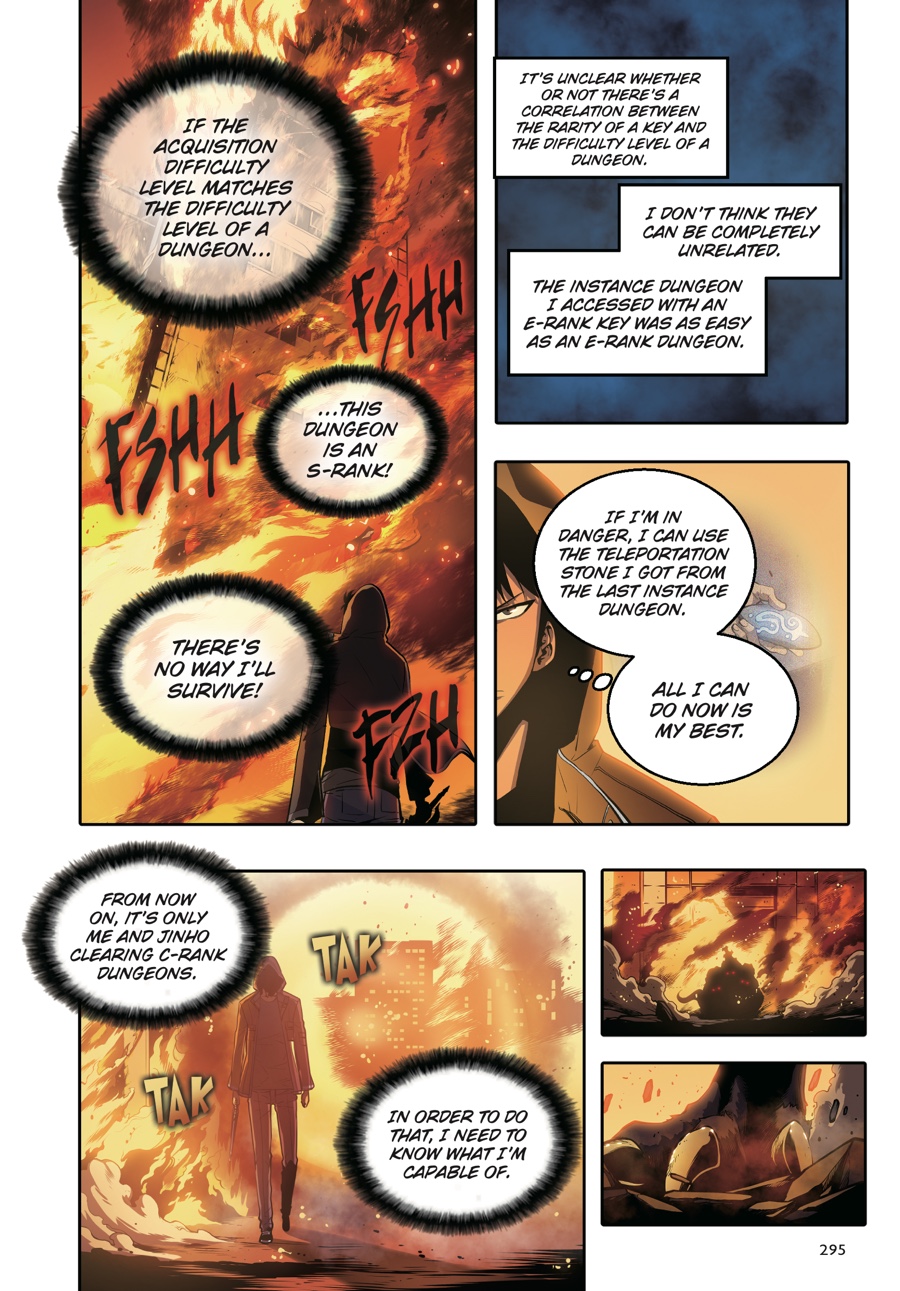 IF THE
ACQUISITION
DIFFICULTY
LEVEL MATCHES
THE DIFFICULTY
LEVEL OF A
DUNGEON...
FSHH
FSHH
...THIS
DUNGEON
IS AN
S-RANK!
THERE'S
NO WAY I'LL
SURVIVE!
FZH
IT'S UNCLEAR WHETHER
OR NOT THERE'S A
CORRELATION BETWEEN
THE RARITY OF A KEY AND
THE DIFFICULTY LEVEL OF A
DUNGEON.
I DON'T THINK THEY
CAN BE COMPLETELY
UNRELATED.
THE INSTANCE DUNGEON
I ACCESSED WITH AN
E-RANK KEY WAS AS EASY
AS AN E-RANK DUNGEON.
IF I'M IN
DANGER, I CAN USE
THE TELEPORTATION
STONE I GOT FROM
THE LAST INSTANCE
DUNGEON.
ALL I CAN
DO NOW IS
MY BEST.
FROM NOW
ON, IT'S ONLY
ME AND JINHO
CLEARING C-RANK
DUNGEONS.
TAK
TAK
IN ORDER TO DO
THAT, I NEED TO
KNOW WHAT I'M
CAPABLE OF.
295